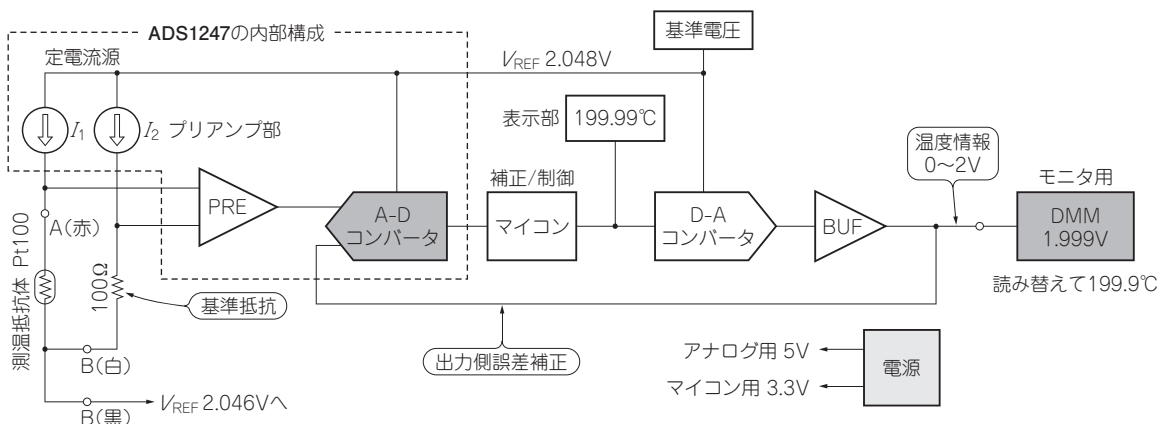 ADS1247の内部構成
基準電圧
定電流源
VREF 2.048V
I1
I2 プリアンプ部
表示部
199.99℃
温度情報
0～2V
モニタ用
PRE
A-D
コンバータ
補正/制御
マイコン
D-A
コンバータ
BUF
DMM
1.999V
読み替えて199.9℃
A(赤)
測温抵抗体 Pt100
100Ω
基準抵抗
出力側誤差補正
B(白)
B(黒)
VREF 2.046Vへ
アナログ用 5V
マイコン用 3.3V
電源